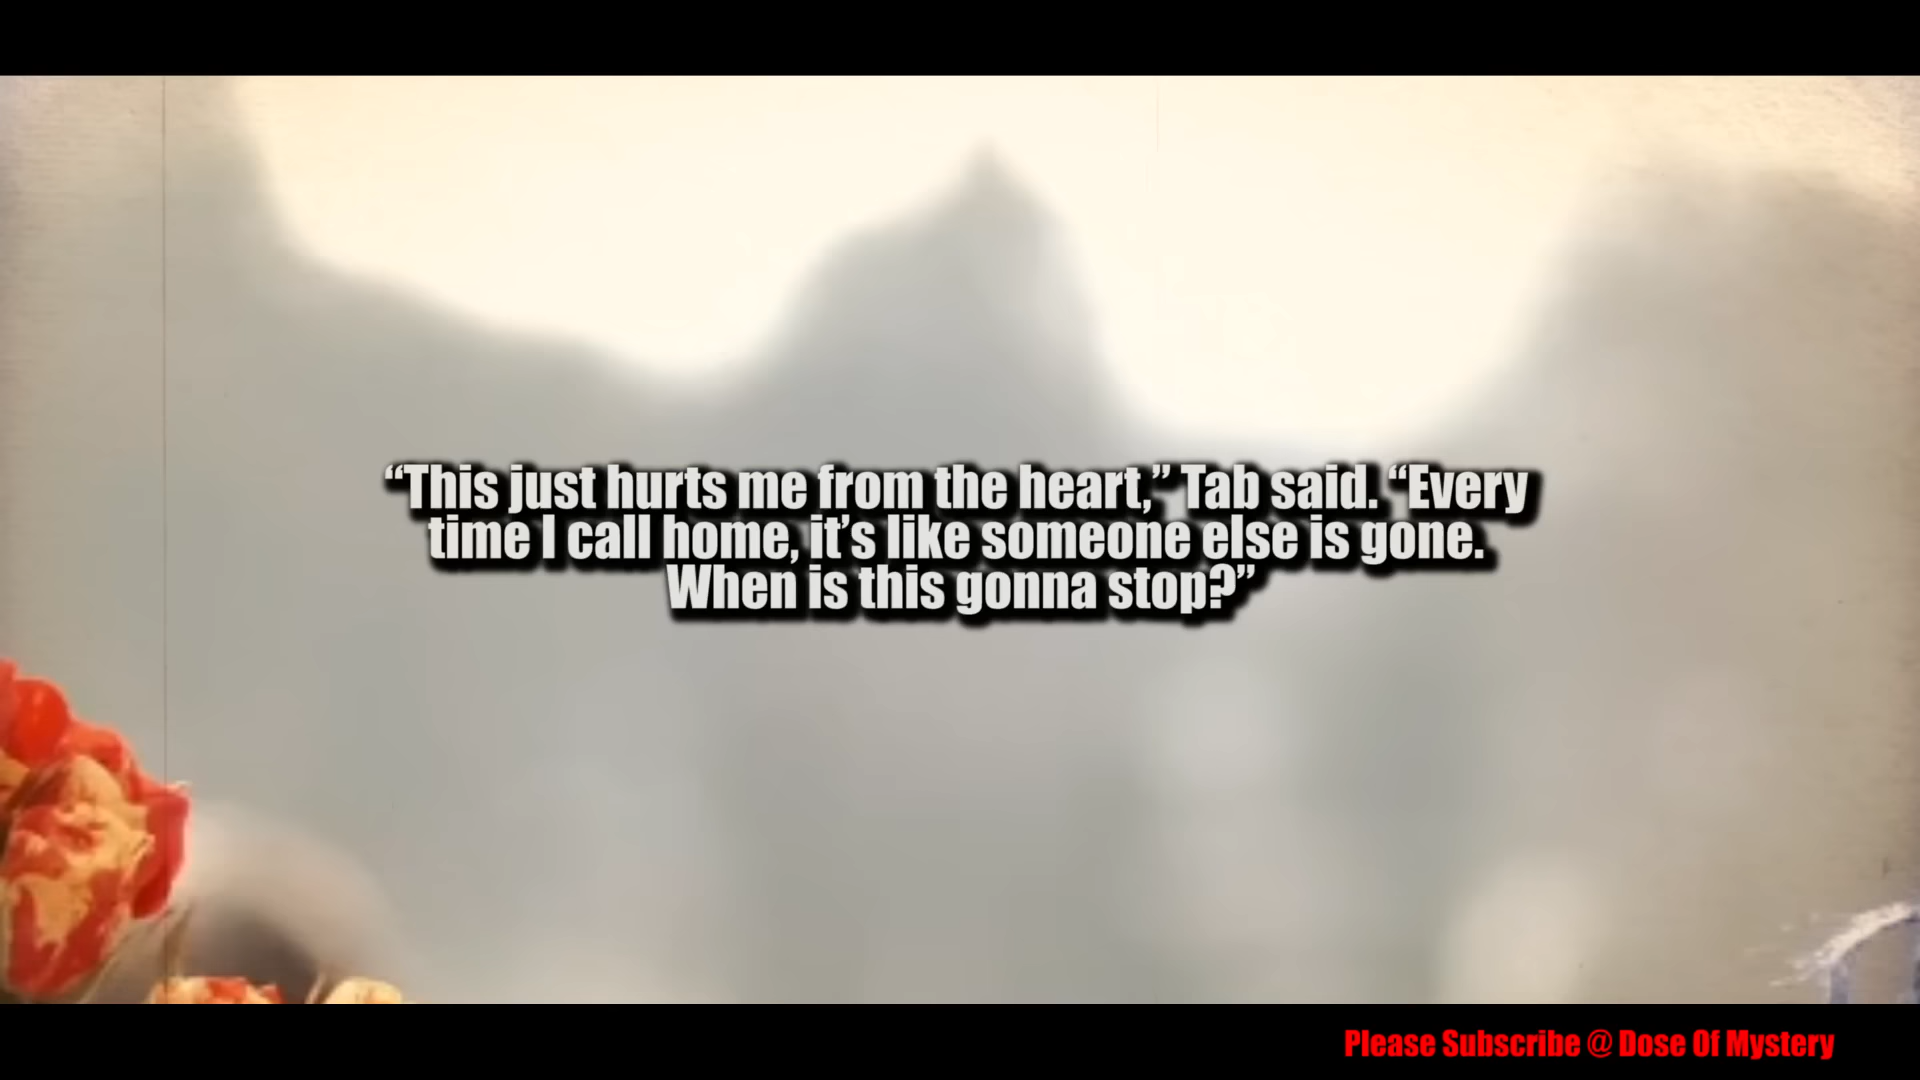 “This just hurts me from the heart,” Tab said. “Every
time I call home, it’s like someone else is gone.
When is this gonna stop?”
Please Subscribe @ Dose Of Mystery